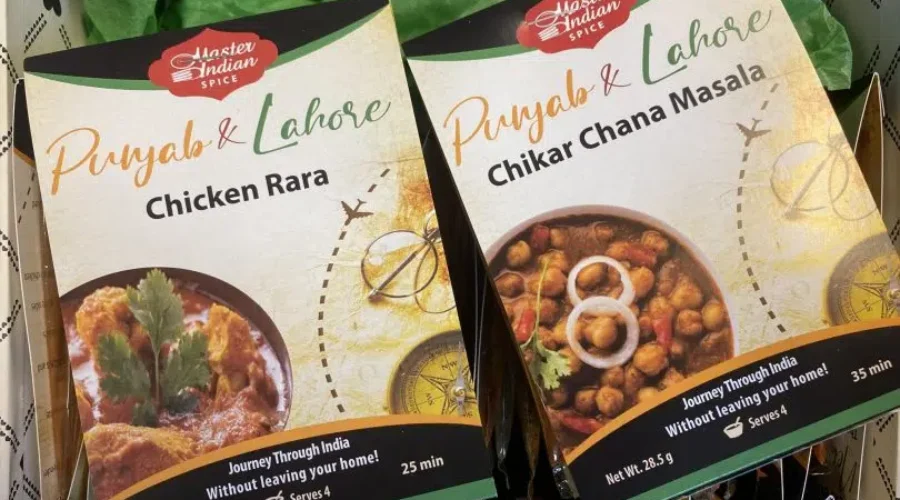 Master
Indian
SPICE
Punjab & Lahore
Chicken Rara
Journey Through India
Without leaving your home!
Serves 4
25 min
Master
Indian
SPICE
Punjab & Lahore
Chikar Chana Masala
Journey Through India
Without leaving your home!
Serves 4
35 min
Net Wt. 28.5 g